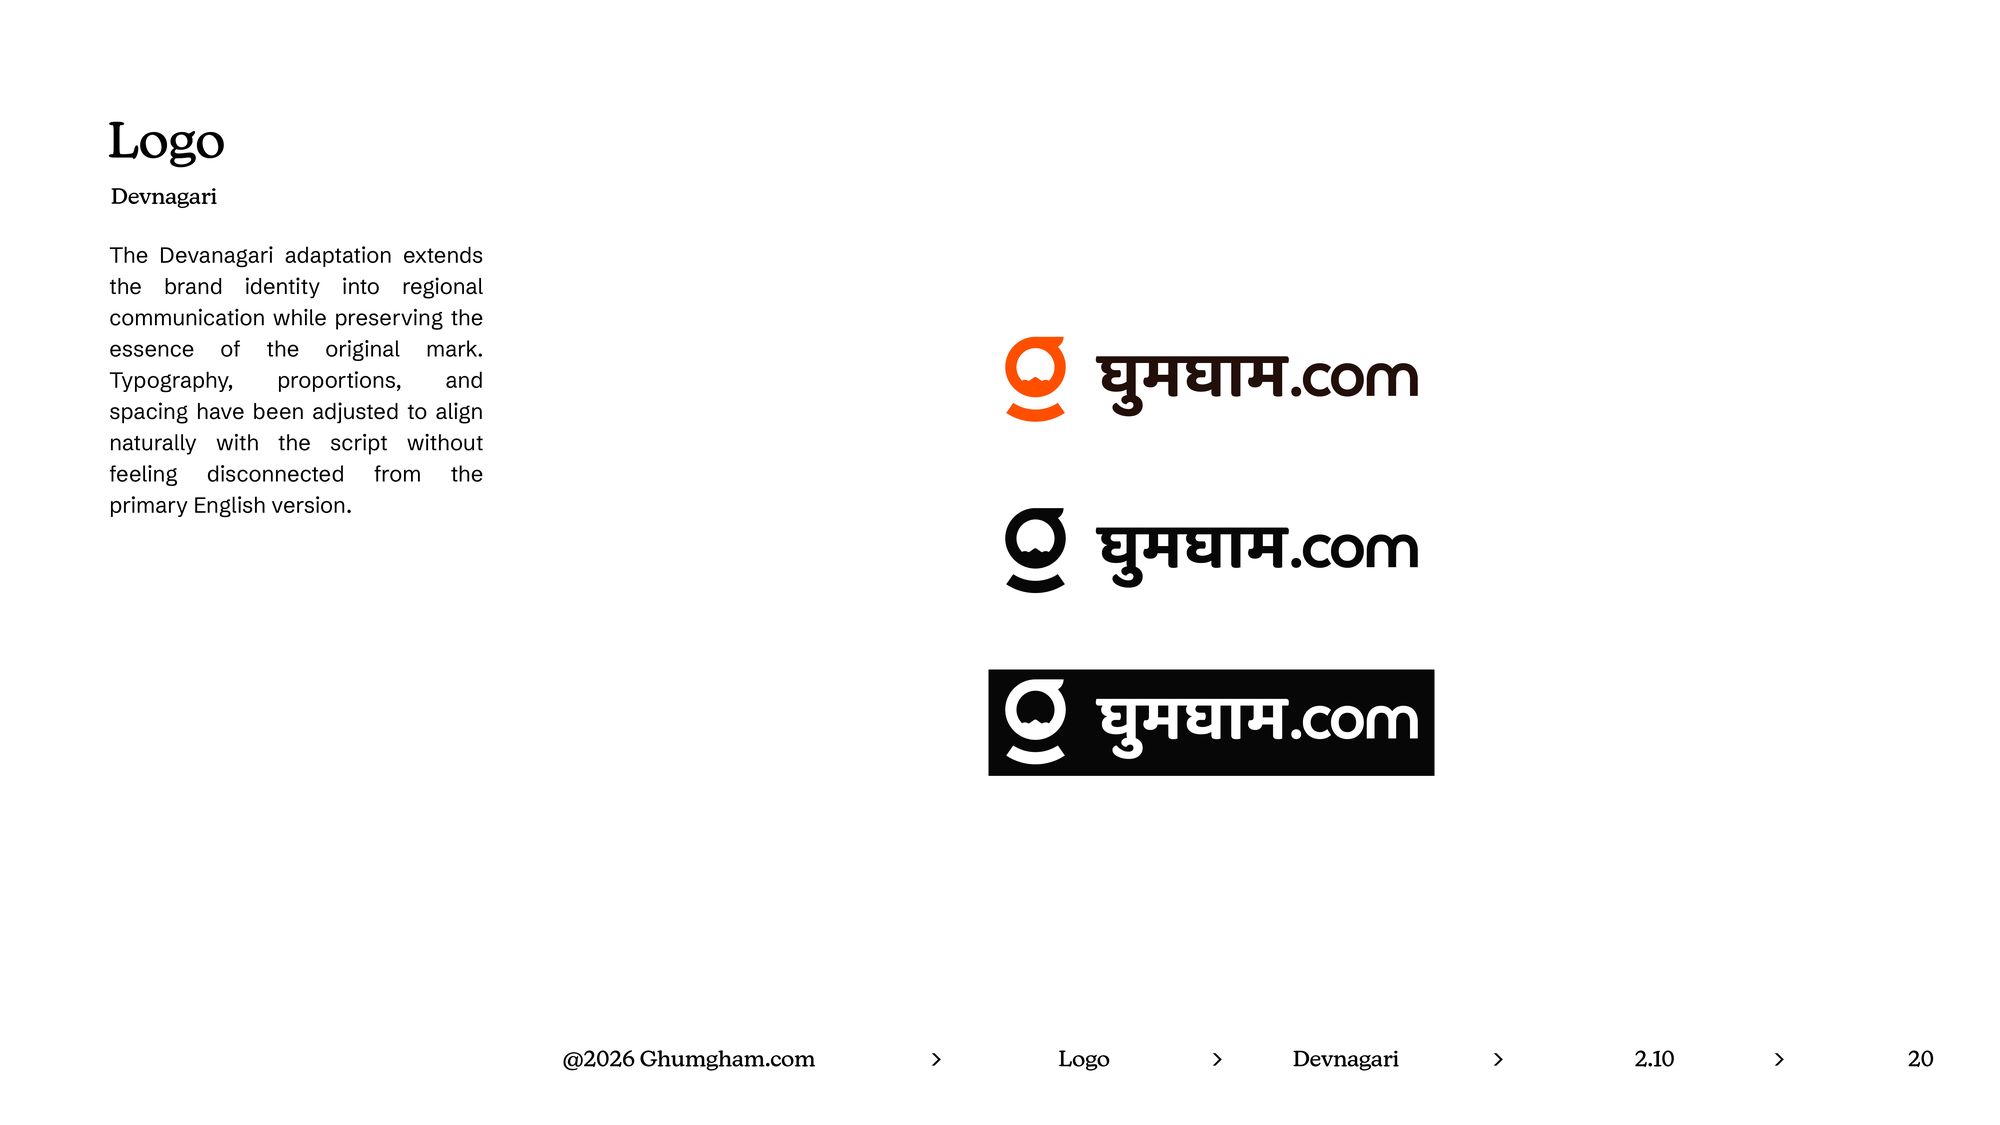 Logo
Devnagari
The Devanagari adaptation extends
the brand identity into regional
communication while preserving the
essence of the original mark.
Typography, proportions, and
spacing have been adjusted to align
naturally with the script without
feeling disconnected from the
primary English version.
घुमघाम.com
घुमघाम.com
घुमघाम.com
@2026 Ghumgham.com > Logo > Devnagari > 2.10 > 20